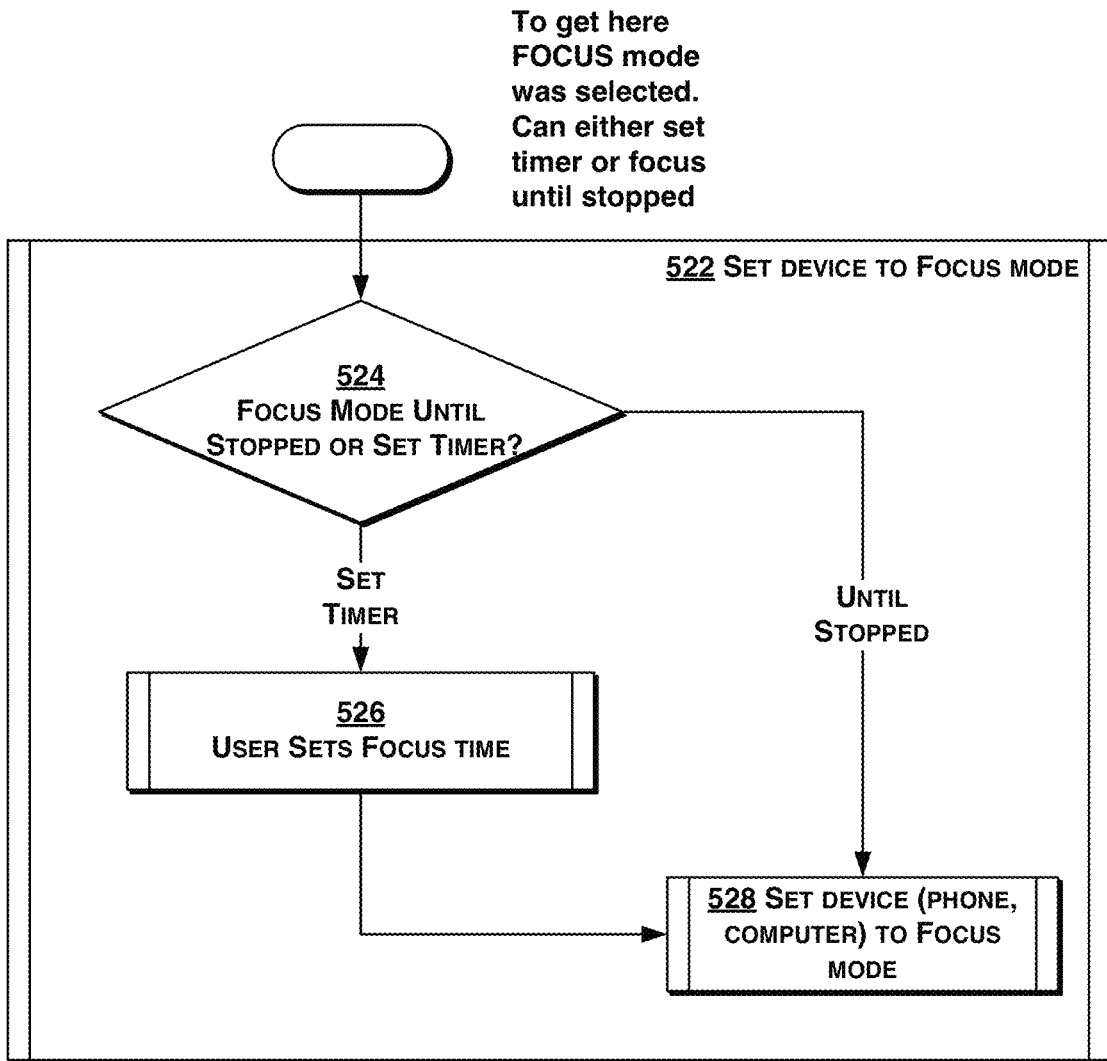 To get here
FOCUS mode
was selected.
Can either set
timer or focus
until stopped
522 SET DEVICE TO FOCUS MODE
524
FOCUS MODE UNTIL
STOPPED OR SET TIMER?
SET
TIMER
UNTIL
STOPPED
526
USER SETS FOCUS TIME
528 SET DEVICE (PHONE,
COMPUTER) TO FOCUS
MODE